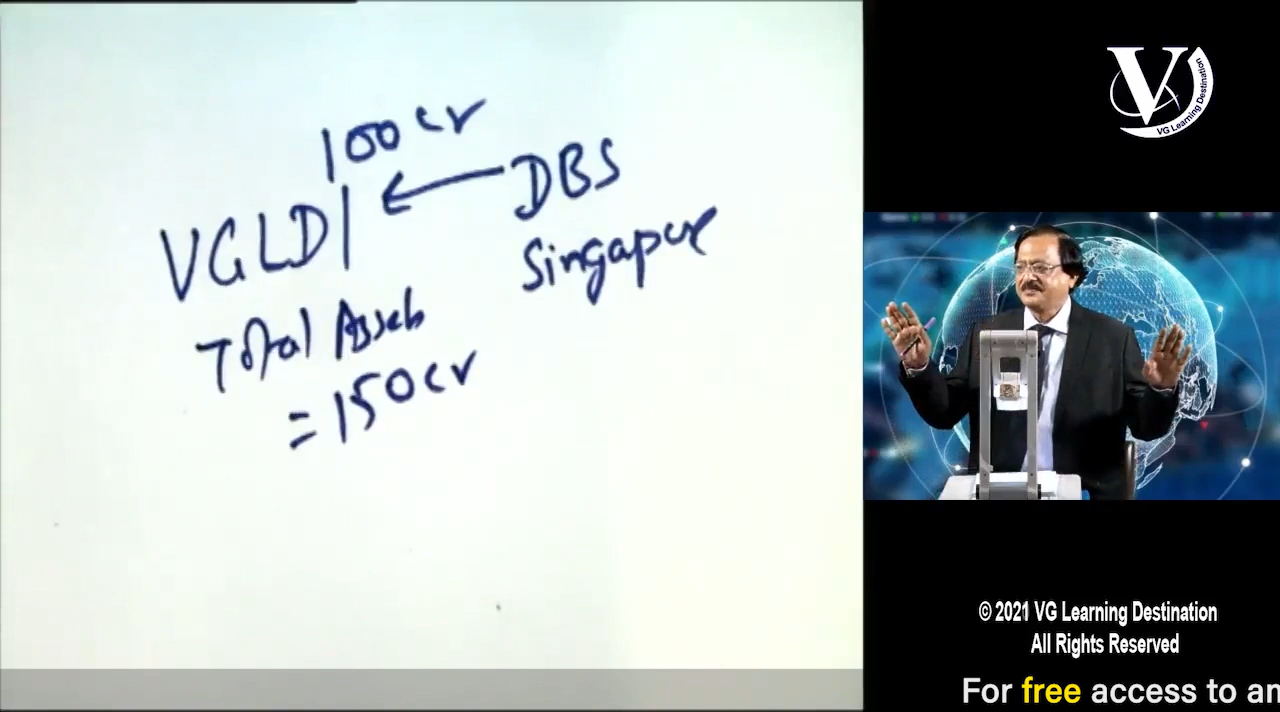 100 cr
VGLD ← DBS
Singapore
Total Assets
= 150 cr
V
VG Learning Destination
© 2021 VG Learning Destination
All Rights Reserved
For free access to an